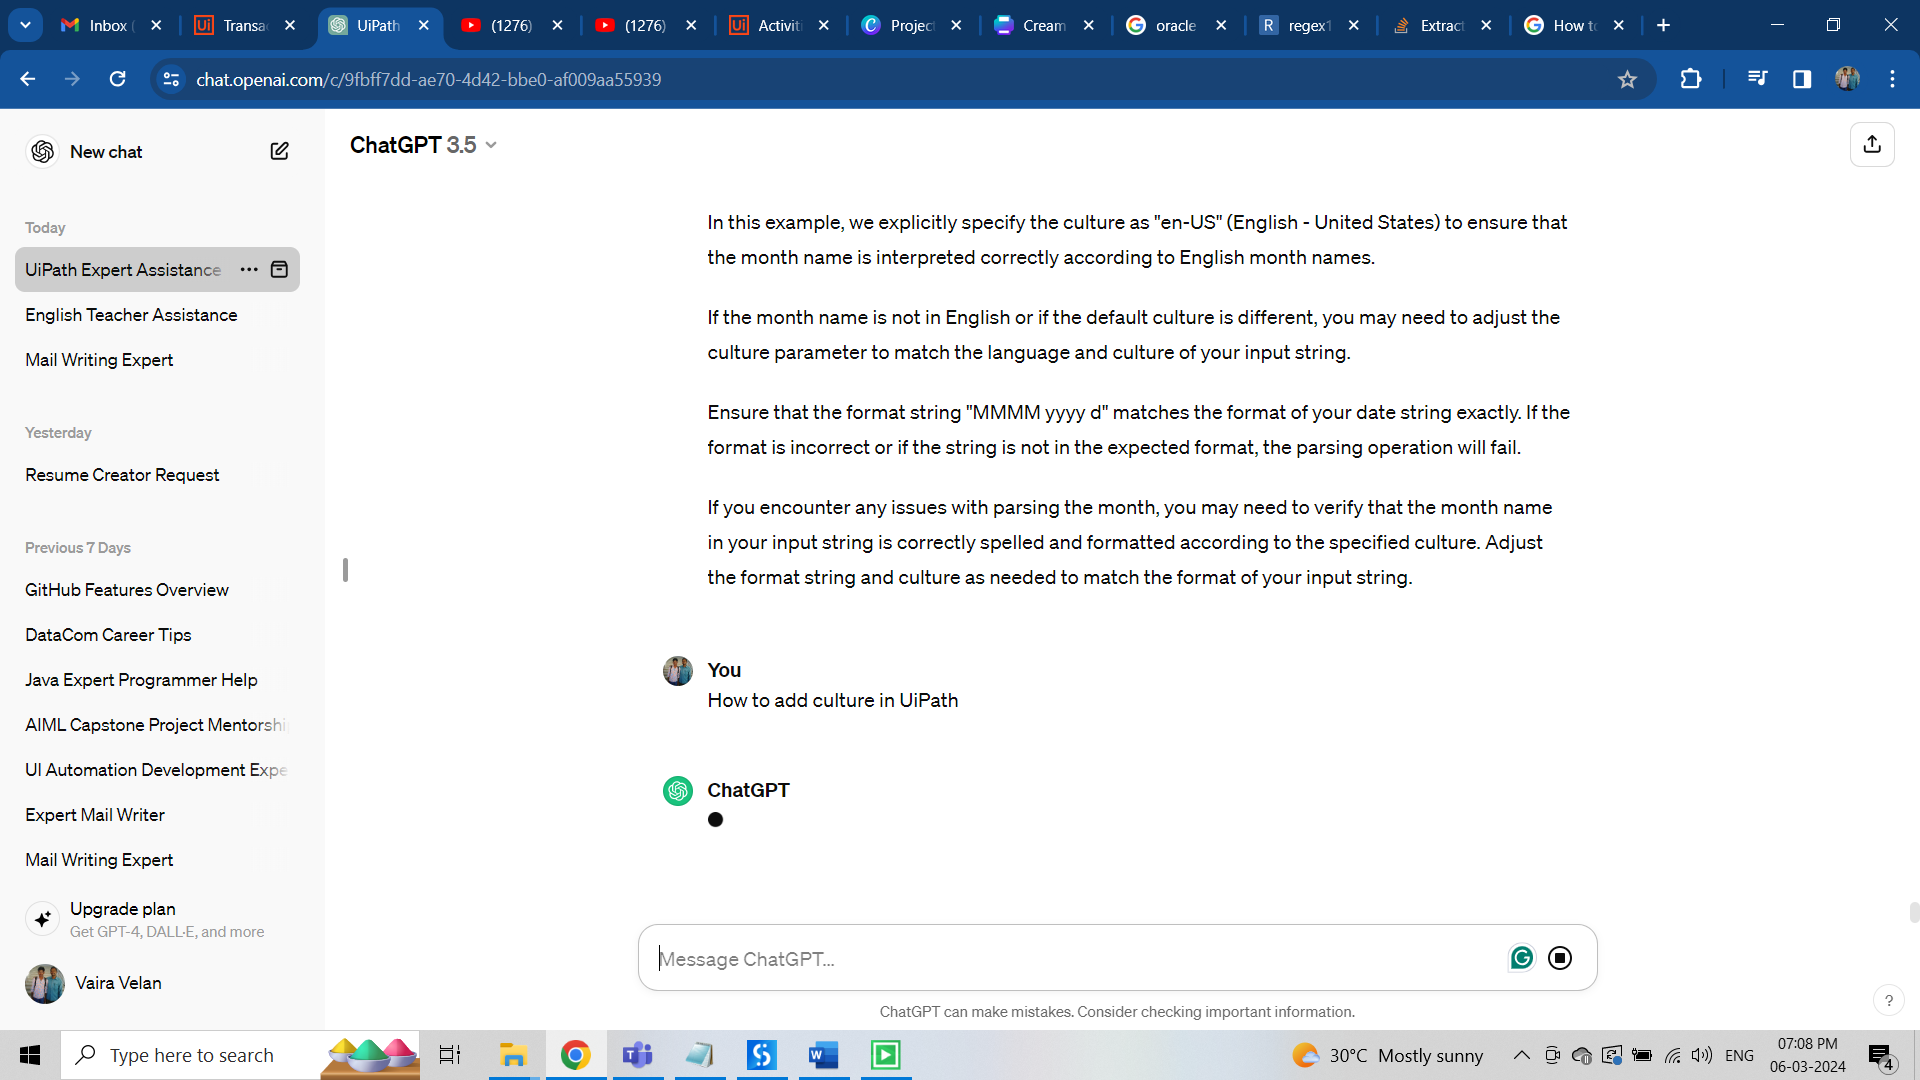 Inbox (
Transa
UiPath
(1276)
(1276)
Activiti
Projec
Cream
oracle
regex1
Extract
How to
chat.openai.com/c/9fbff7dd-ae70-4d42-bbe0-af009aa55939
New chat
ChatGPT 3.5
Today
UiPath Expert Assistance
English Teacher Assistance
Mail Writing Expert
Yesterday
Resume Creator Request
Previous 7 Days
GitHub Features Overview
DataCom Career Tips
Java Expert Programmer Help
AIML Capstone Project Mentorshi
UI Automation Development Expe
Expert Mail Writer
Mail Writing Expert
Upgrade plan
Get GPT-4, DALL·E, and more
Vaira Velan
In this example, we explicitly specify the culture as "en-US" (English - United States) to ensure that
the month name is interpreted correctly according to English month names.
If the month name is not in English or if the default culture is different, you may need to adjust the
culture parameter to match the language and culture of your input string.
Ensure that the format string "MMMM yyyy d" matches the format of your date string exactly. If the
format is incorrect or if the string is not in the expected format, the parsing operation will fail.
If you encounter any issues with parsing the month, you may need to verify that the month name
in your input string is correctly spelled and formatted according to the specified culture. Adjust
the format string and culture as needed to match the format of your input string.
You
How to add culture in UiPath
ChatGPT
Message ChatGPT...
ChatGPT can make mistakes. Consider checking important information.
?
Type here to search
30°C Mostly sunny
ENG
07:08 PM
06-03-2024
4